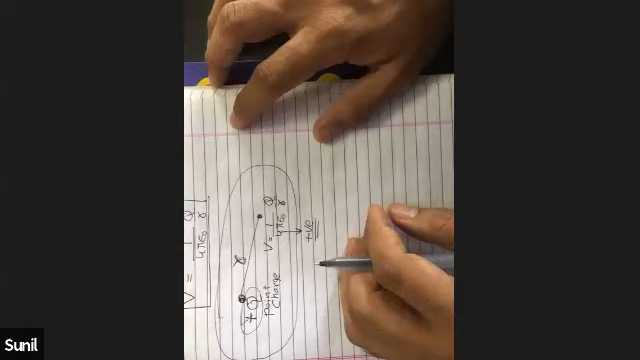 V = 1/4πε₀ Q/r
r
+Q
Point
Charge
V = 1/4πε₀ Q/r
+ve
Sunil